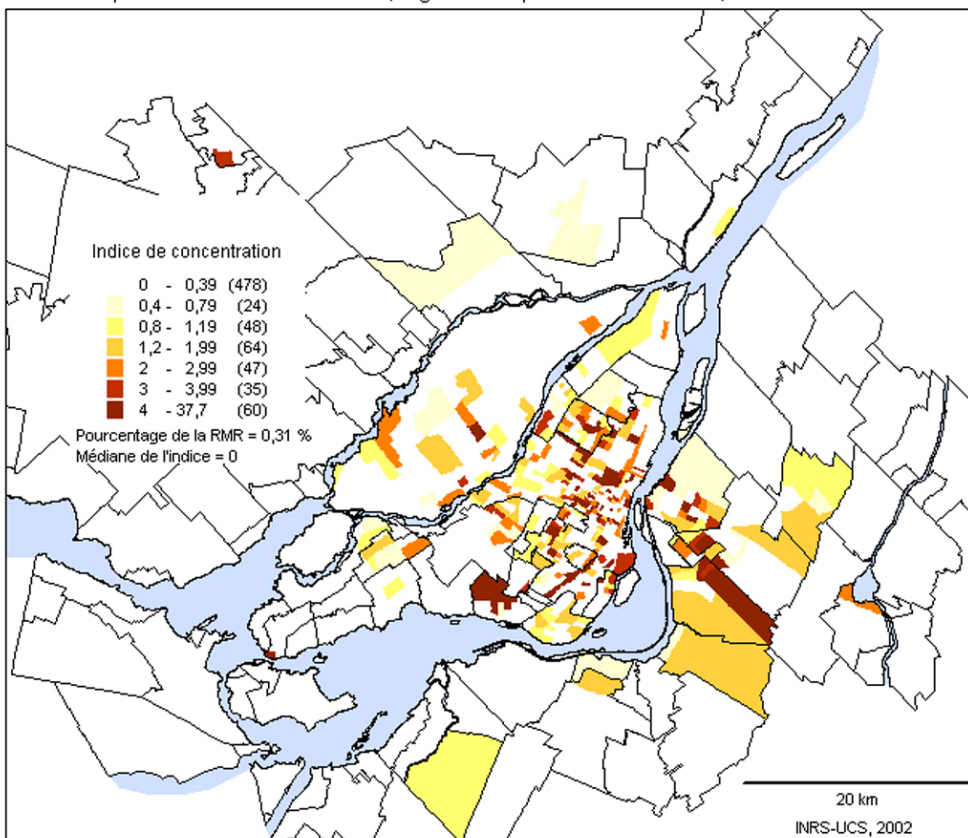 Indice de concentration
0 - 0,39 (478)
0,4 - 0,79 (24)
0,8 - 1,19 (48)
1,2 - 1,99 (64)
2 - 2,99 (47)
3 - 3,99 (35)
4 -37,7 (60)
Pourcentage de la RMR = 0,31 %
Médiane de l'indice = 0
20 km
INRS-UCS, 2002